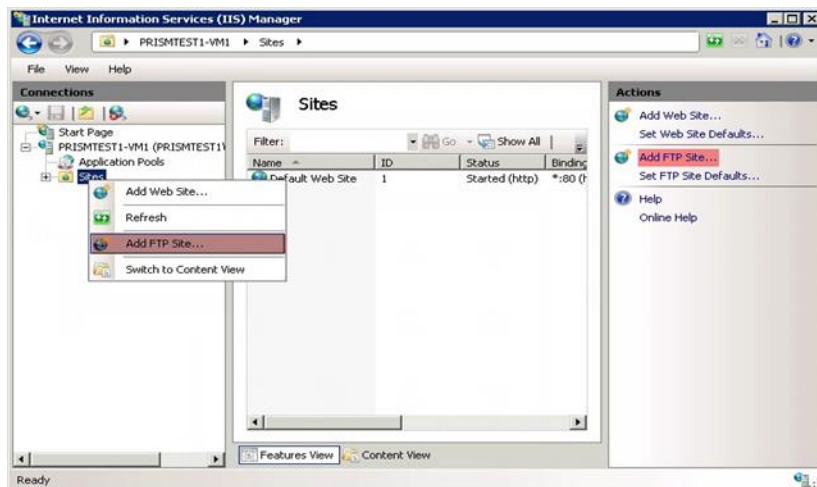 Internet Information Services (IIS) Manager
PRISMTEST1-VM1 Sites
File View Help
Connections
Start Page
PRISMTEST1-VM1 (PRISMTEST1\
Application Pools
Sites
Add Web Site...
Refresh
Add FTP Site...
Switch to Content View
Sites
Filter: Go Show All
Name ID Status Binding
Default Web Site 1 Started (http) *:80 (h
Features View Content View
Actions
Add Web Site...
Set Web Site Defaults...
Add FTP Site...
Set FTP Site Defaults...
Help
Online Help
Ready